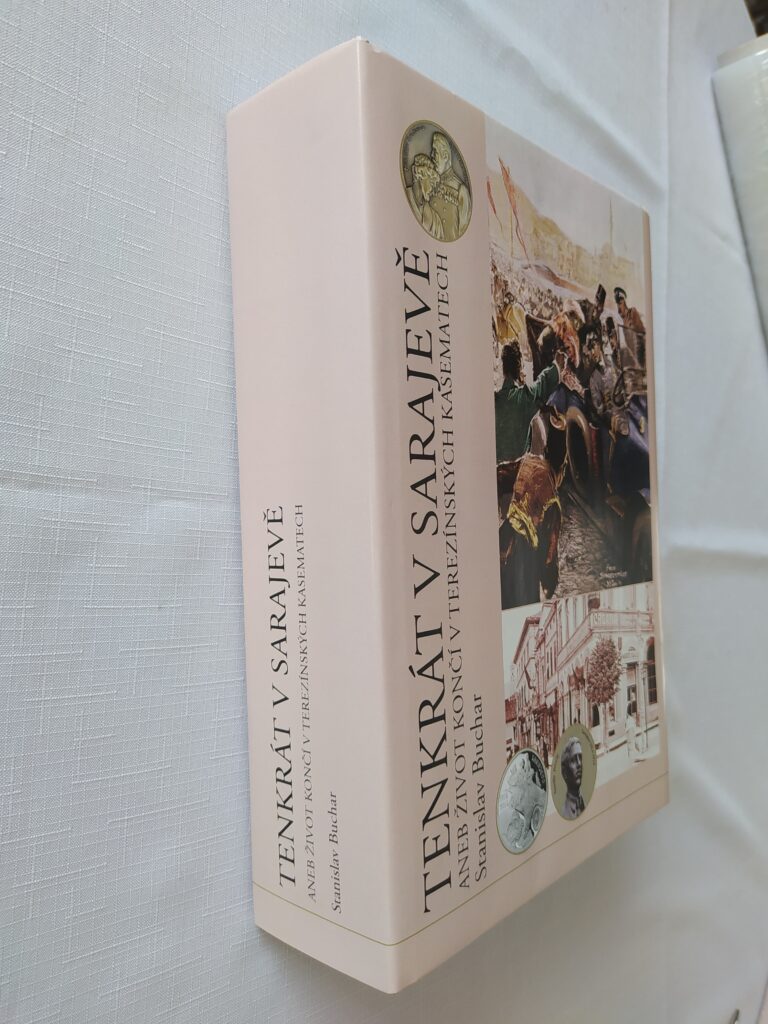 TENKRÁT V SARAJEVĚ
ANEB ŽIVOT KONČÍ V TEREZÍNSKÝCH KASEMATECH
Stanislav Buchar
TENKRÁT V SARAJEVĚ
ANEB ŽIVOT KONČÍ V TEREZÍNSKÝCH KASEMATECH
Stanislav Buchar